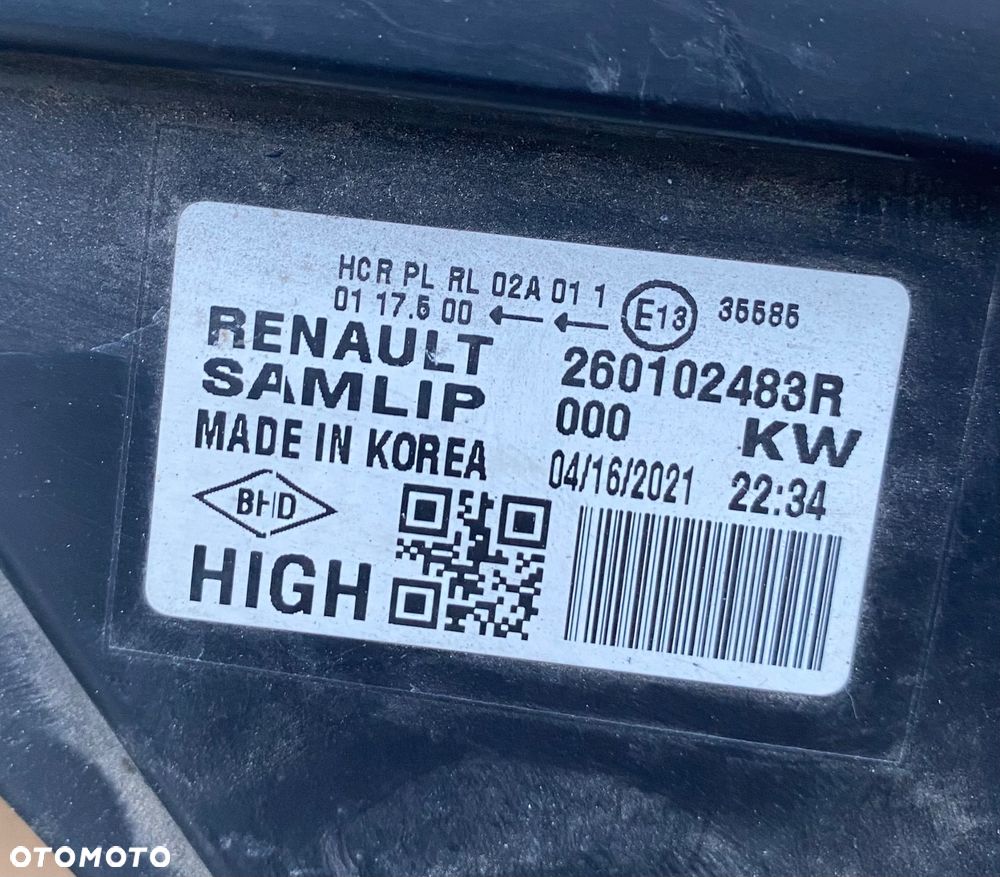 HCR PL RL 02A 01 1
01 17.5 00 ←← E13 35585
RENAULT 260102483R
SAMLIP 000 KW
MADE IN KOREA 04/16/2021 22:34
BHD
HIGH
OTOMOTO